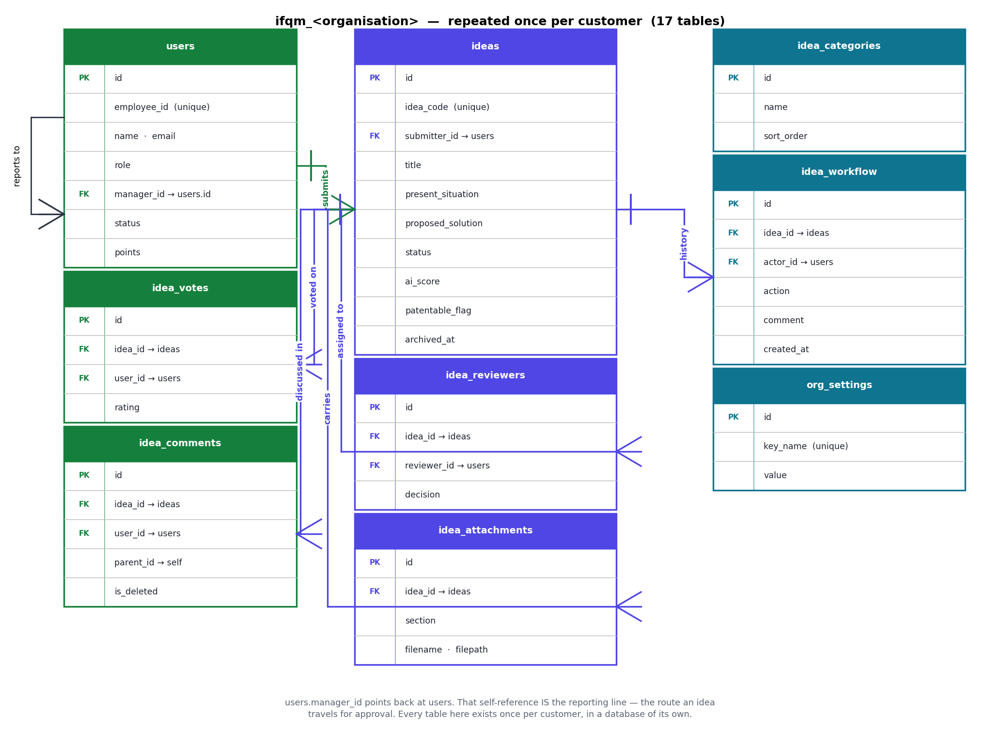 ifqm_<organisation>  —  repeated once per customer  (17 tables)
users
PK id
employee_id  (unique)
name  ·  email
role
FK manager_id → users.id
status
points
reports to
idea_votes
PK id
FK idea_id → ideas
FK user_id → users
rating
idea_comments
PK id
FK idea_id → ideas
FK user_id → users
parent_id → self
is_deleted
submits
voted on
discussed in
carries
assigned to
ideas
PK id
idea_code  (unique)
FK submitter_id → users
title
present_situation
proposed_solution
status
ai_score
patentable_flag
archived_at
idea_reviewers
PK id
FK idea_id → ideas
FK reviewer_id → users
decision
idea_attachments
PK id
FK idea_id → ideas
section
filename  ·  filepath
history
idea_categories
PK id
name
sort_order
idea_workflow
PK id
FK idea_id → ideas
FK actor_id → users
action
comment
created_at
org_settings
PK id
key_name  (unique)
value
users.manager_id points back at users. That self-reference IS the reporting line — the route an idea
travels for approval. Every table here exists once per customer, in a database of its own.